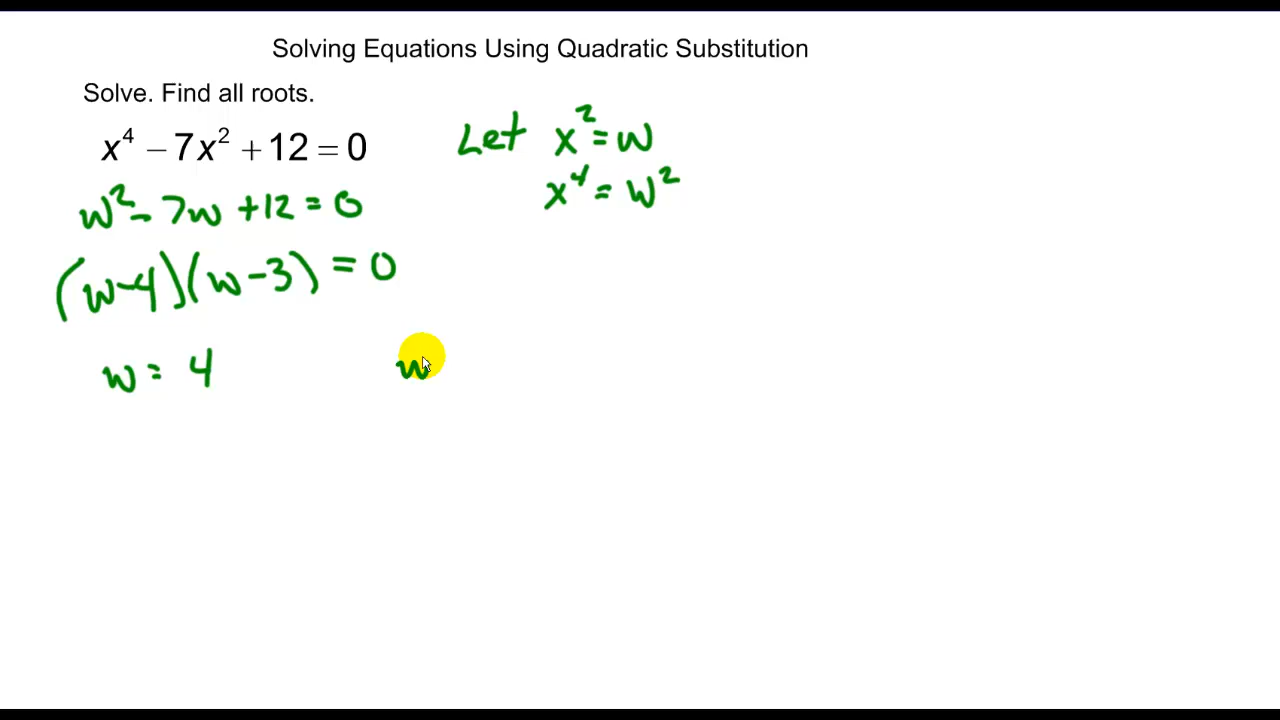 Solving Equations Using Quadratic Substitution
Solve. Find all roots.
x⁴ − 7x² + 12 = 0
Let x² = w
x⁴ = w²
w² − 7w + 12 = 0
(w−4)(w−3) = 0
w = 4
w